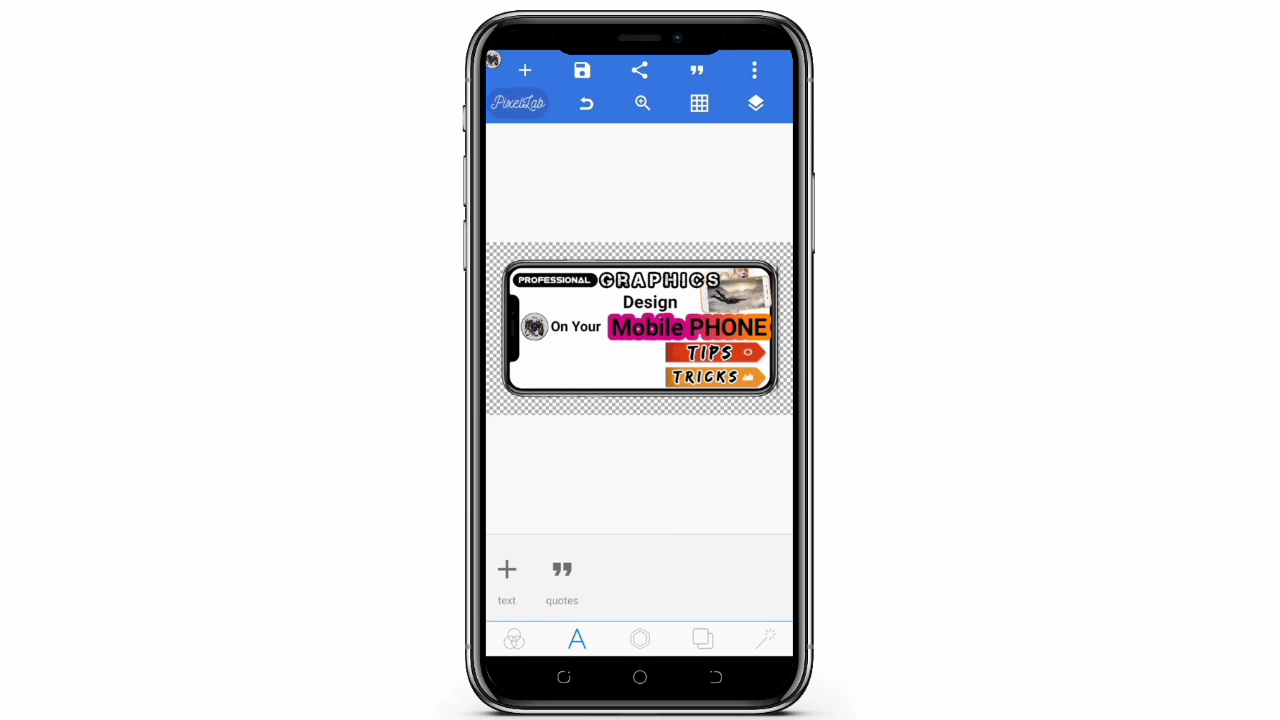 PixelLab
PROFESSIONAL GRAPHICS
Design
On Your Mobile PHONE
TIPS
TRICKS
text quotes